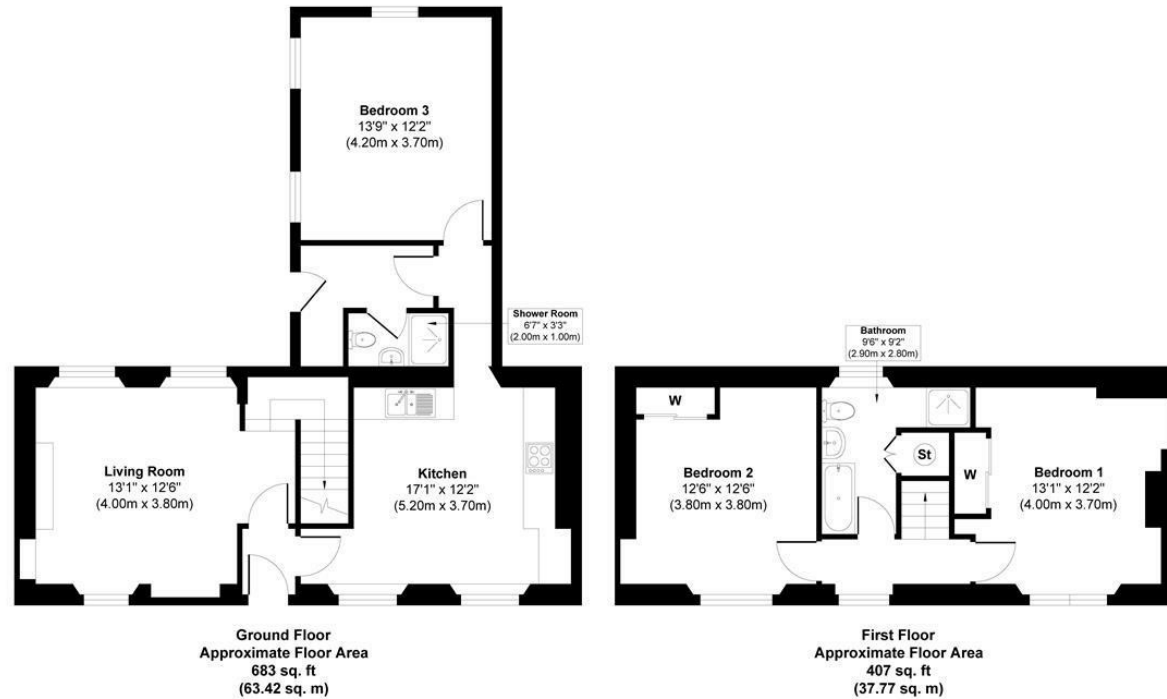 Bedroom 3
13'9" x 12'2"
(4.20m x 3.70m)
Shower Room
6'7" x 3'3"
(2.00m x 1.00m)
Living Room
13'1" x 12'6"
(4.00m x 3.80m)
Kitchen
17'1" x 12'2"
(5.20m x 3.70m)
Ground Floor
Approximate Floor Area
683 sq. ft
(63.42 sq. m)
Bathroom
9'6" x 9'2"
(2.90m x 2.80m)
W
Bedroom 2
12'6" x 12'6"
(3.80m x 3.80m)
St
W
Bedroom 1
13'1" x 12'2"
(4.00m x 3.70m)
First Floor
Approximate Floor Area
407 sq. ft
(37.77 sq. m)